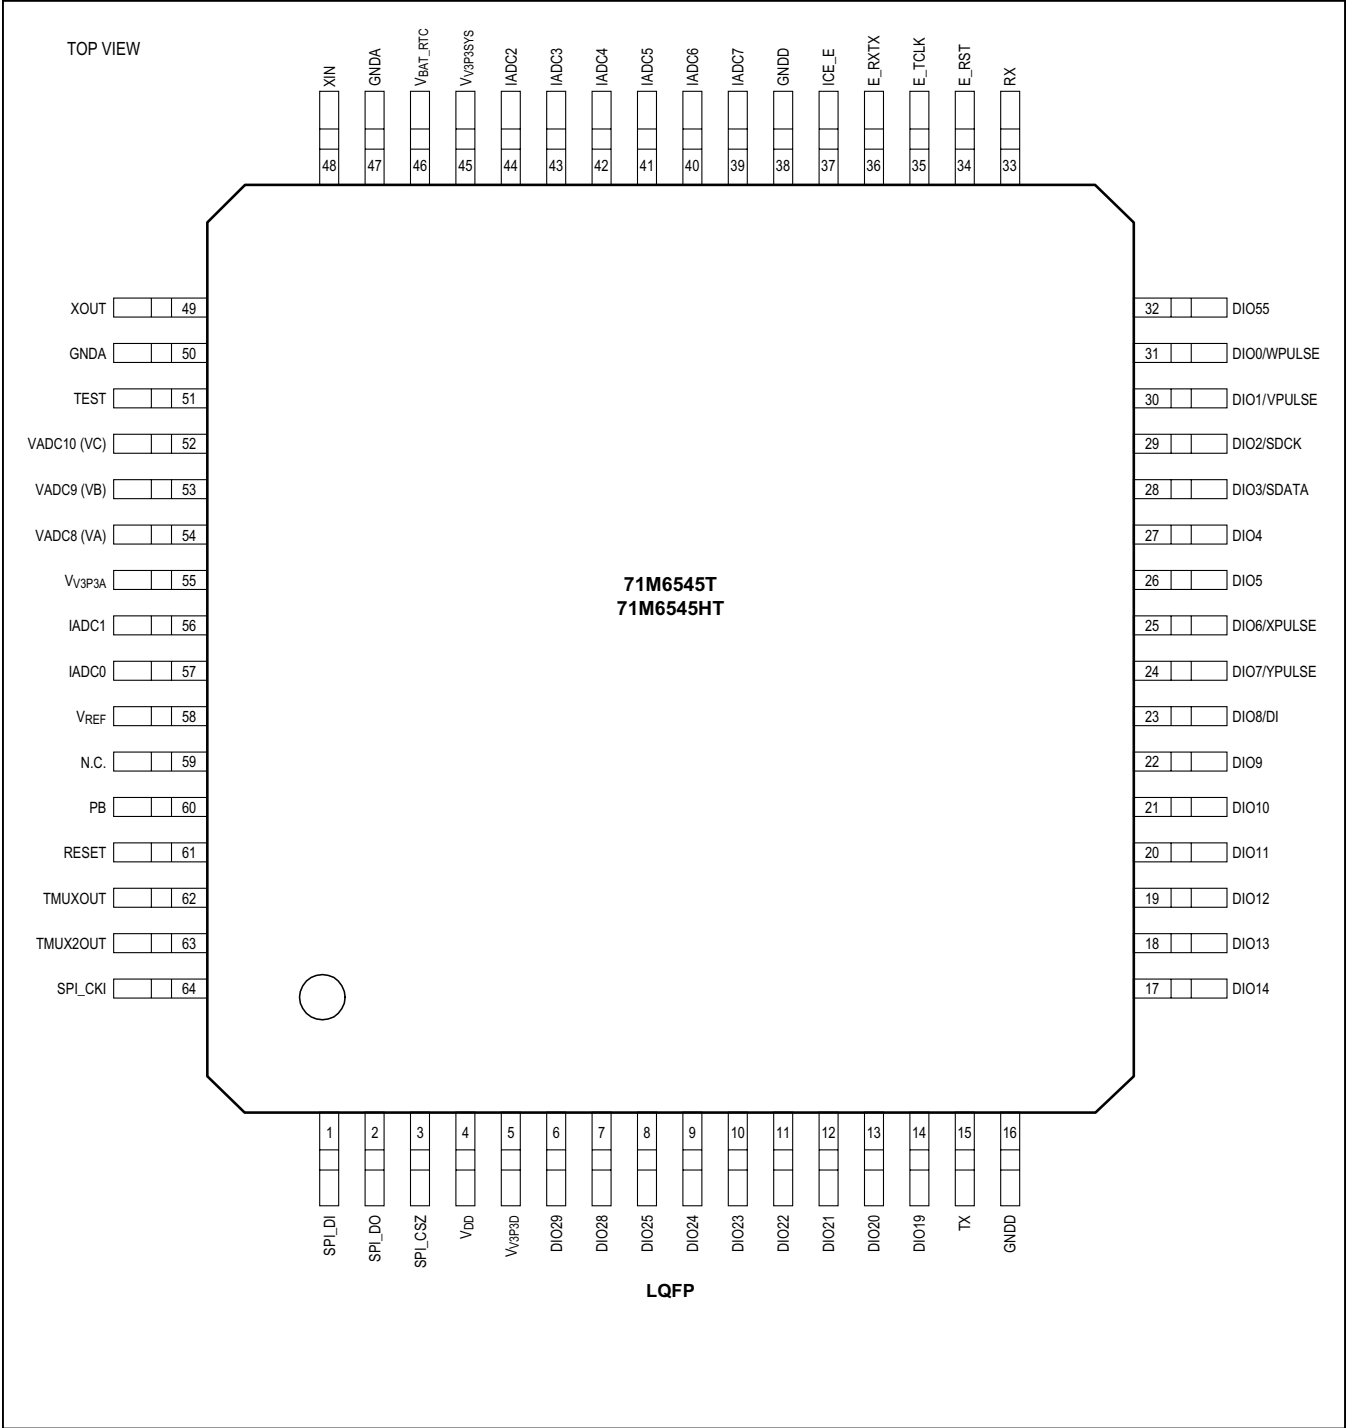 TOP VIEW
XIN
GNDA
VBAT_RTC
VV3P3SYS
IADC2
IADC3
IADC4
IADC5
IADC6
IADC7
GNDD
ICE_E
E_RXTX
E_TCLK
E_RST
RX
48 47 46 45 44 43 42 41 40 39 38 37 36 35 34 33
XOUT 49
GNDA 50
TEST 51
VADC10 (VC) 52
VADC9 (VB) 53
VADC8 (VA) 54
VV3P3A 55
IADC1 56
IADC0 57
VREF 58
N.C. 59
PB 60
RESET 61
TMUXOUT 62
TMUX2OUT 63
SPI_CKI 64
71M6545T
71M6545HT
32 DIO55
31 DIO0/WPULSE
30 DIO1/VPULSE
29 DIO2/SDCK
28 DIO3/SDATA
27 DIO4
26 DIO5
25 DIO6/XPULSE
24 DIO7/YPULSE
23 DIO8/DI
22 DIO9
21 DIO10
20 DIO11
19 DIO12
18 DIO13
17 DIO14
1 2 3 4 5 6 7 8 9 10 11 12 13 14 15 16
SPI_DI
SPI_DO
SPI_CSZ
VDD
VV3P3D
DIO29
DIO28
DIO25
DIO24
DIO23
DIO22
DIO21
DIO20
DIO19
TX
GNDD
LQFP